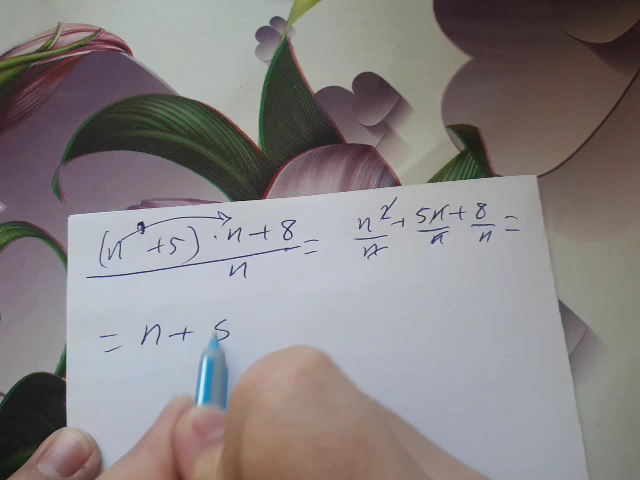 (n + 5) · n + 8 / n = n² / n + 5n / n + 8 / n =
= n + 5